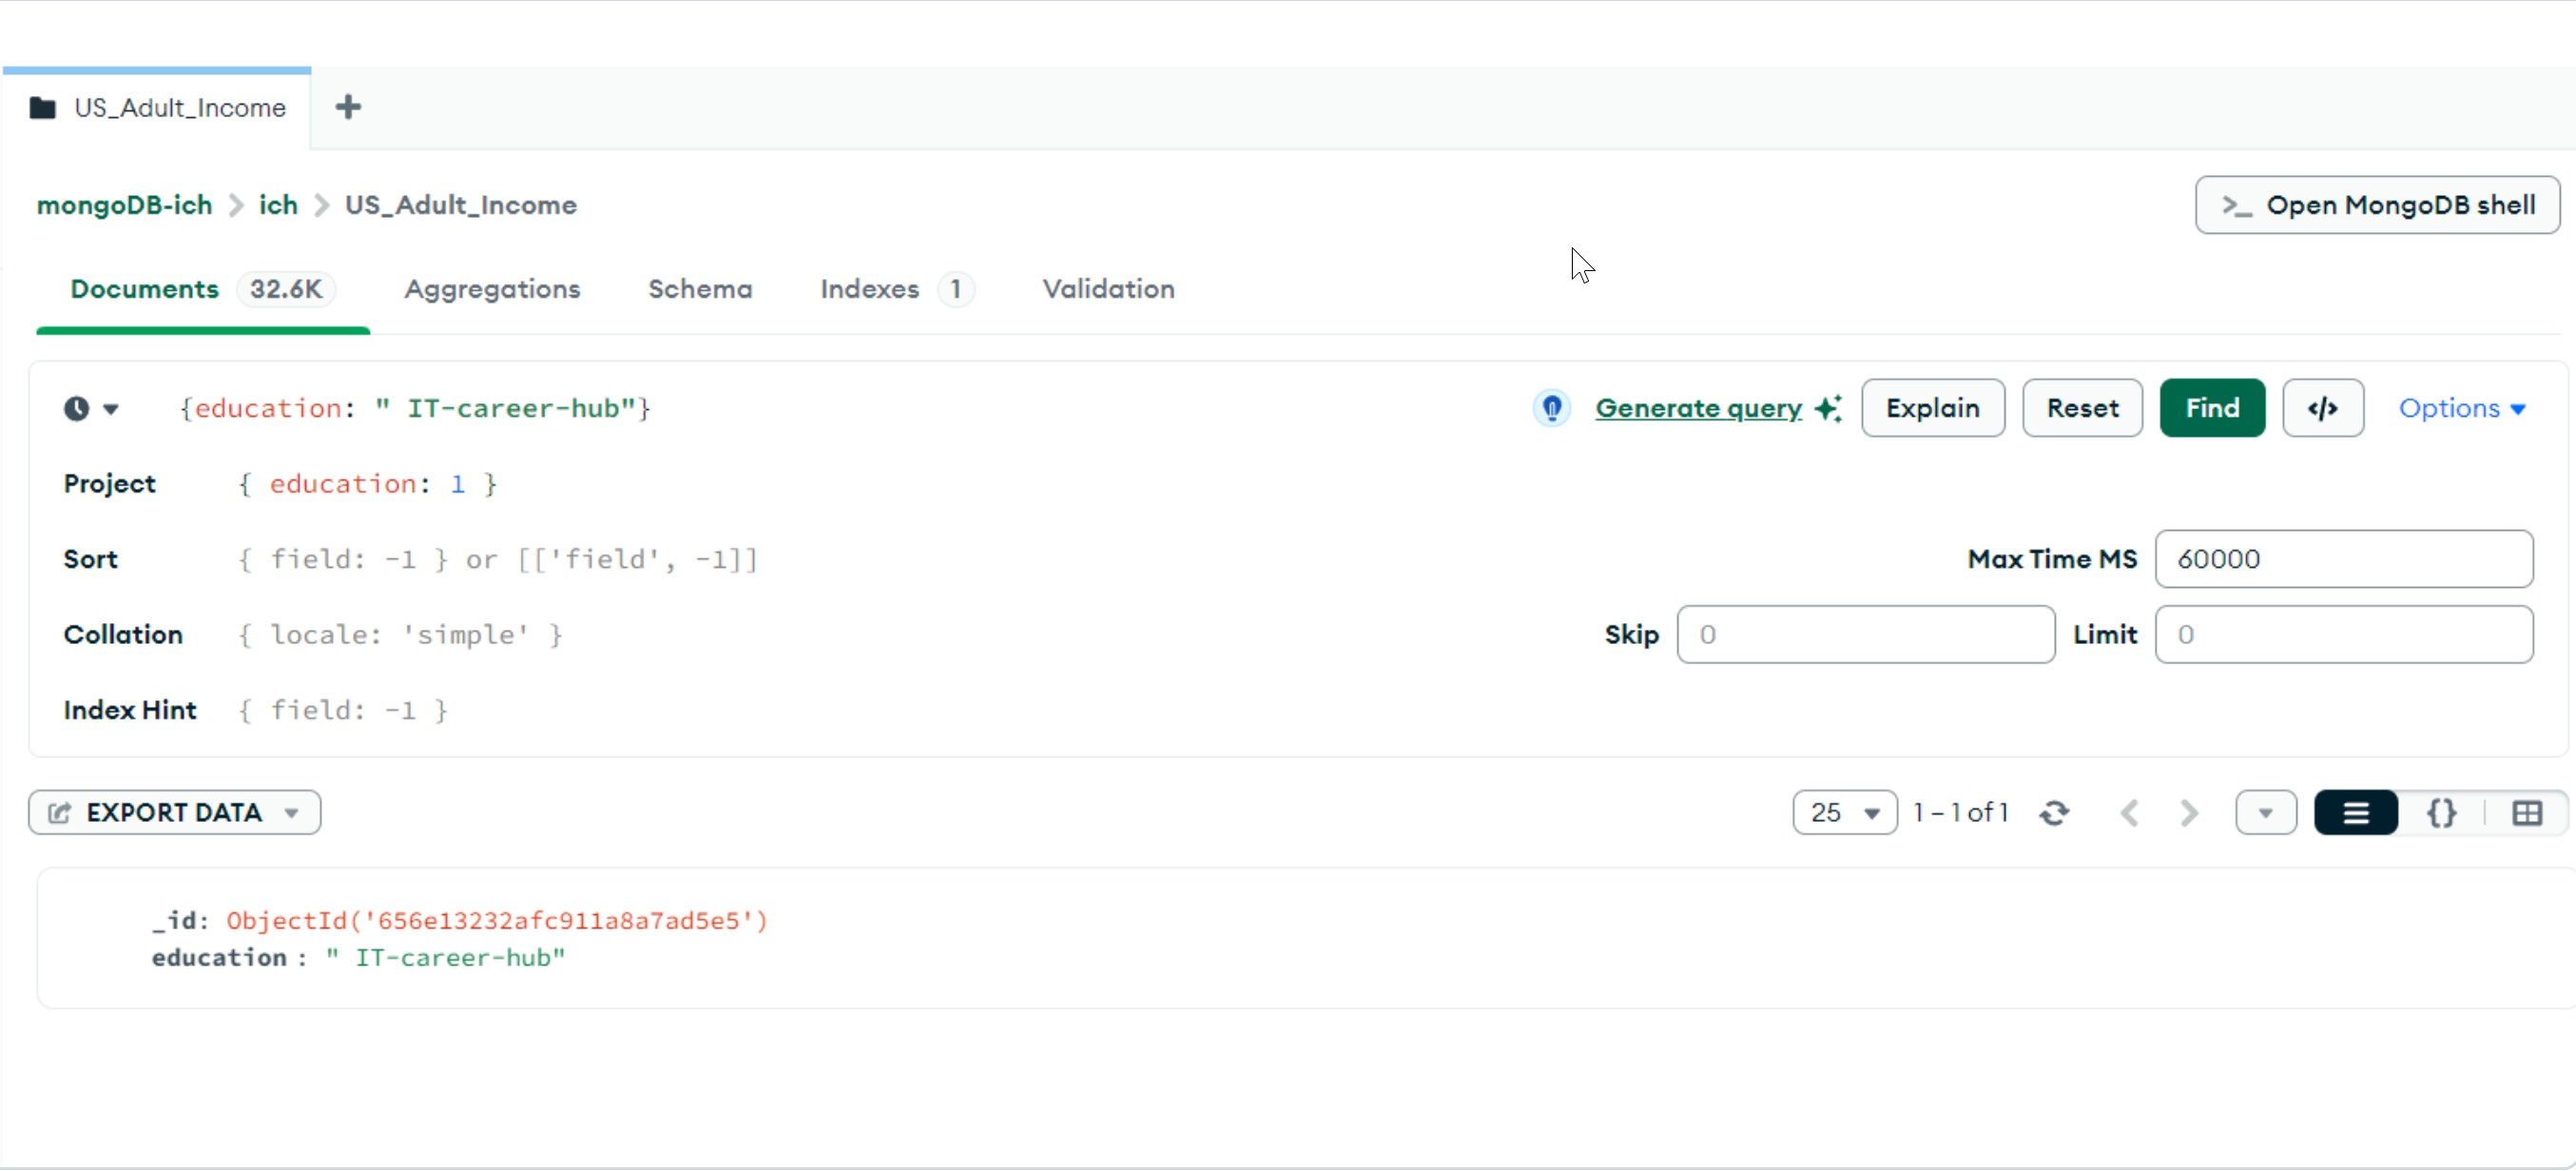 US_Adult_Income
mongoDB-ich > ich > US_Adult_Income
>_ Open MongoDB shell
Documents 32.6K Aggregations Schema Indexes 1 Validation
{education: " IT-career-hub"} Generate query Explain Reset Find </> Options
Project { education: 1 }
Sort { field: -1 } or [['field', -1]] Max Time MS 60000
Collation { locale: 'simple' } Skip 0 Limit 0
Index Hint { field: -1 }
EXPORT DATA 25 1 – 1 of 1 {}
_id: ObjectId('656e13232afc911a8a7ad5e5')
education : " IT-career-hub"